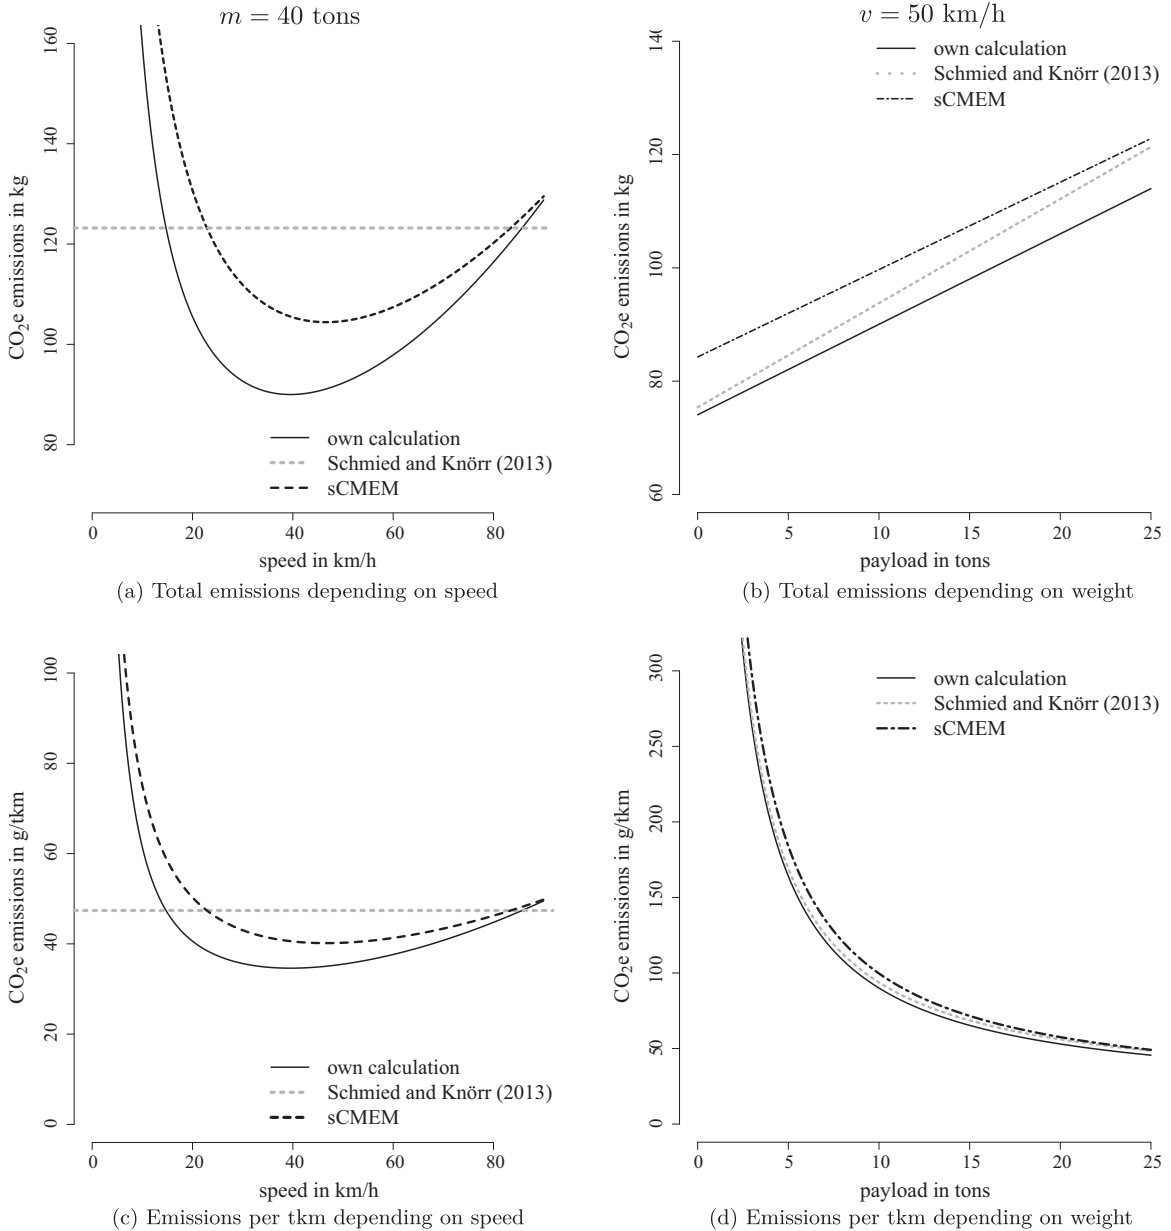 m = 40 tons
v = 50 km/h
CO₂e emissions in kg
160
140
120
100
80
own calculation
Schmied and Knörr (2013)
sCMEM
0 20 40 60 80
speed in km/h
(a) Total emissions depending on speed
CO₂e emissions in kg
14(
120
100
80
60
own calculation
Schmied and Knörr (2013)
sCMEM
0 5 10 15 20 25
payload in tons
(b) Total emissions depending on weight
CO₂e emissions in g/tkm
100
80
60
40
20
0
own calculation
Schmied and Knörr (2013)
sCMEM
0 20 40 60 80
speed in km/h
(c) Emissions per tkm depending on speed
CO₂e emissions in g/tkm
300
250
200
150
100
50
0
own calculation
Schmied and Knörr (2013)
sCMEM
0 5 10 15 20 25
payload in tons
(d) Emissions per tkm depending on weight